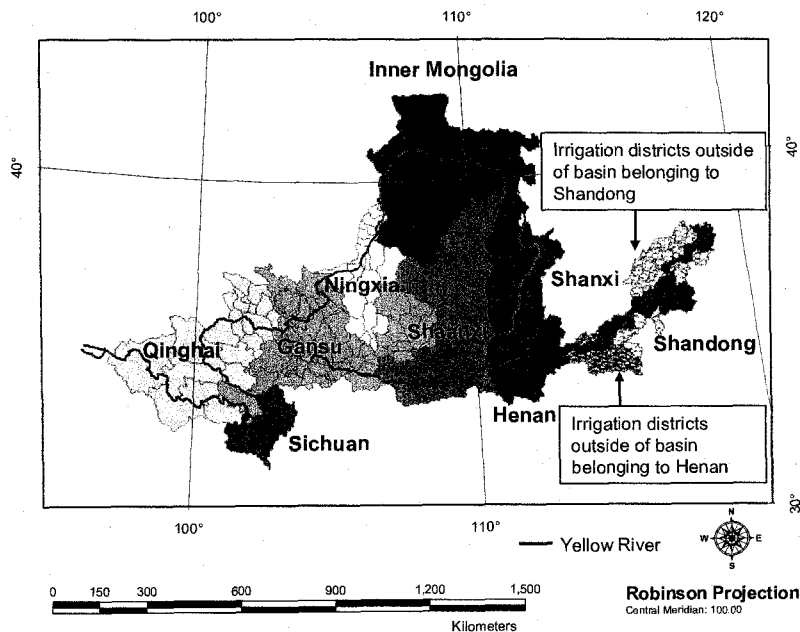 100°
110°
120°
Inner Mongolia
40°
40°
Irrigation districts outside
of basin belonging to
Shandong
Ningxia
Shanxi
Shaanxi
Qinghai
Gansu
Shandong
Henan
Sichuan
Irrigation districts
outside of basin
belonging to Henan
30°
100°
110°
N
W
E
S
Yellow River
0 150 300 600 900 1,200 1,500
Kilometers
Robinson Projection
Central Meridian: 100.00